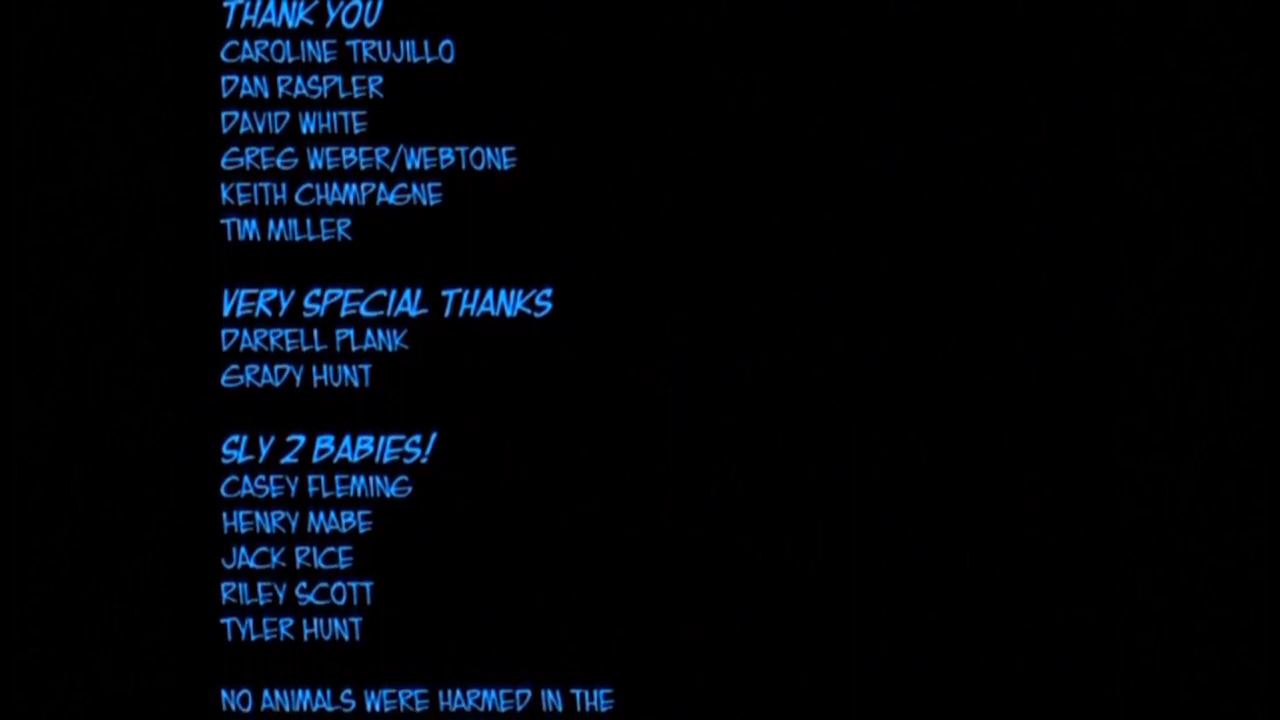 THANK YOU
CAROLINE TRUJILLO
DAN RASPLER
DAVID WHITE
GREG WEBER/WEBTONE
KEITH CHAMPAGNE
TIM MILLER
VERY SPECIAL THANKS
DARRELL PLANK
GRADY HUNT
SLY 2 BABIES!
CASEY FLEMING
HENRY MABE
JACK RICE
RILEY SCOTT
TYLER HUNT
NO ANIMALS WERE HARMED IN THE